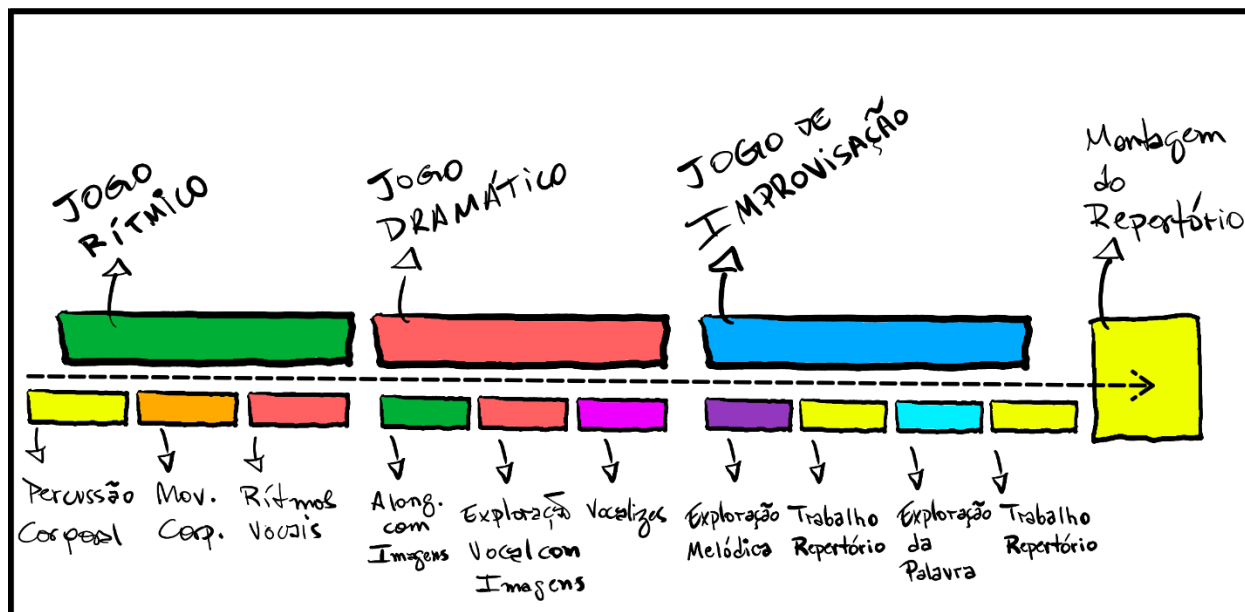 JOGO
RÍTMICO
JOGO
DRAMÁTICO
JOGO DE
IMPROVISAÇÃO
Montagem
do
Repertório
Percussão
Corporal
Mov.
Corp.
Rítmos
Vocais
Along.
com
Imagens
Exploração
Vocal com
Imagens
Vocalizes
Exploração
Melódica
Trabalho
Repertório
Exploração
da
Palavra
Trabalho
Repertório